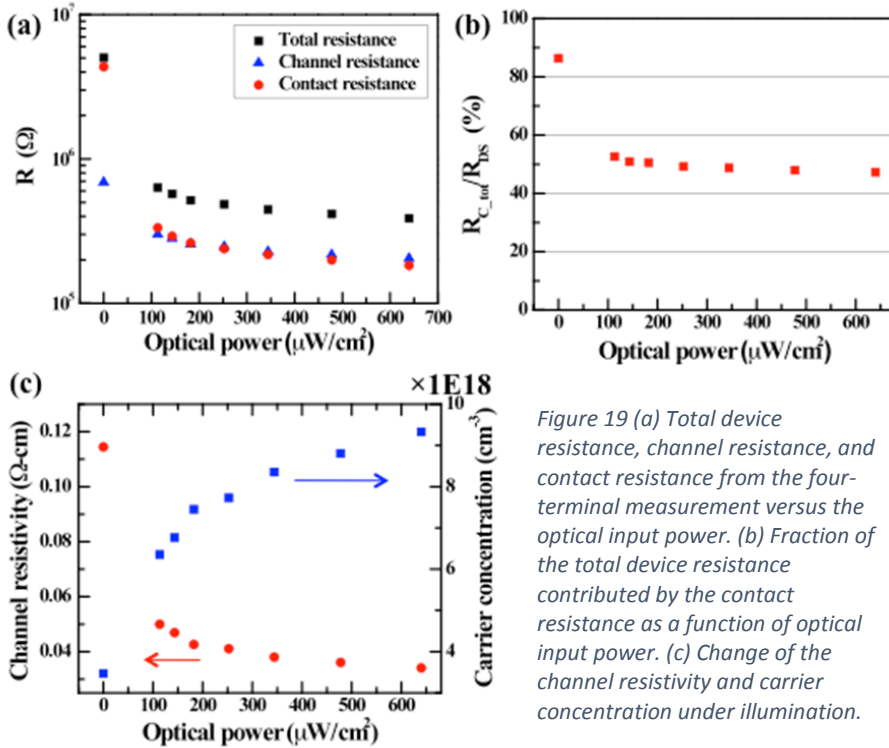 (a)
10⁷
10⁶
10⁵
R (Ω)
Total resistance
Channel resistance
Contact resistance
0 100 200 300 400 500 600 700
Optical power(μW/cm²)
(b)
100
80
60
40
20
0
R_C_tot/R_DS (%)
0 100 200 300 400 500 600
Optical power(μW/cm²)
(c)
×1E18
0.12
0.10
0.08
0.06
0.04
Channel resistivity (Ω-cm)
10
8
6
4
Carrier concentration (cm⁻³)
0 100 200 300 400 500 600
Optical power(μW/cm²)
Figure 19 (a) Total device
resistance, channel resistance, and
contact resistance from the four-
terminal measurement versus the
optical input power. (b) Fraction of
the total device resistance
contributed by the contact
resistance as a function of optical
input power. (c) Change of the
channel resistivity and carrier
concentration under illumination.